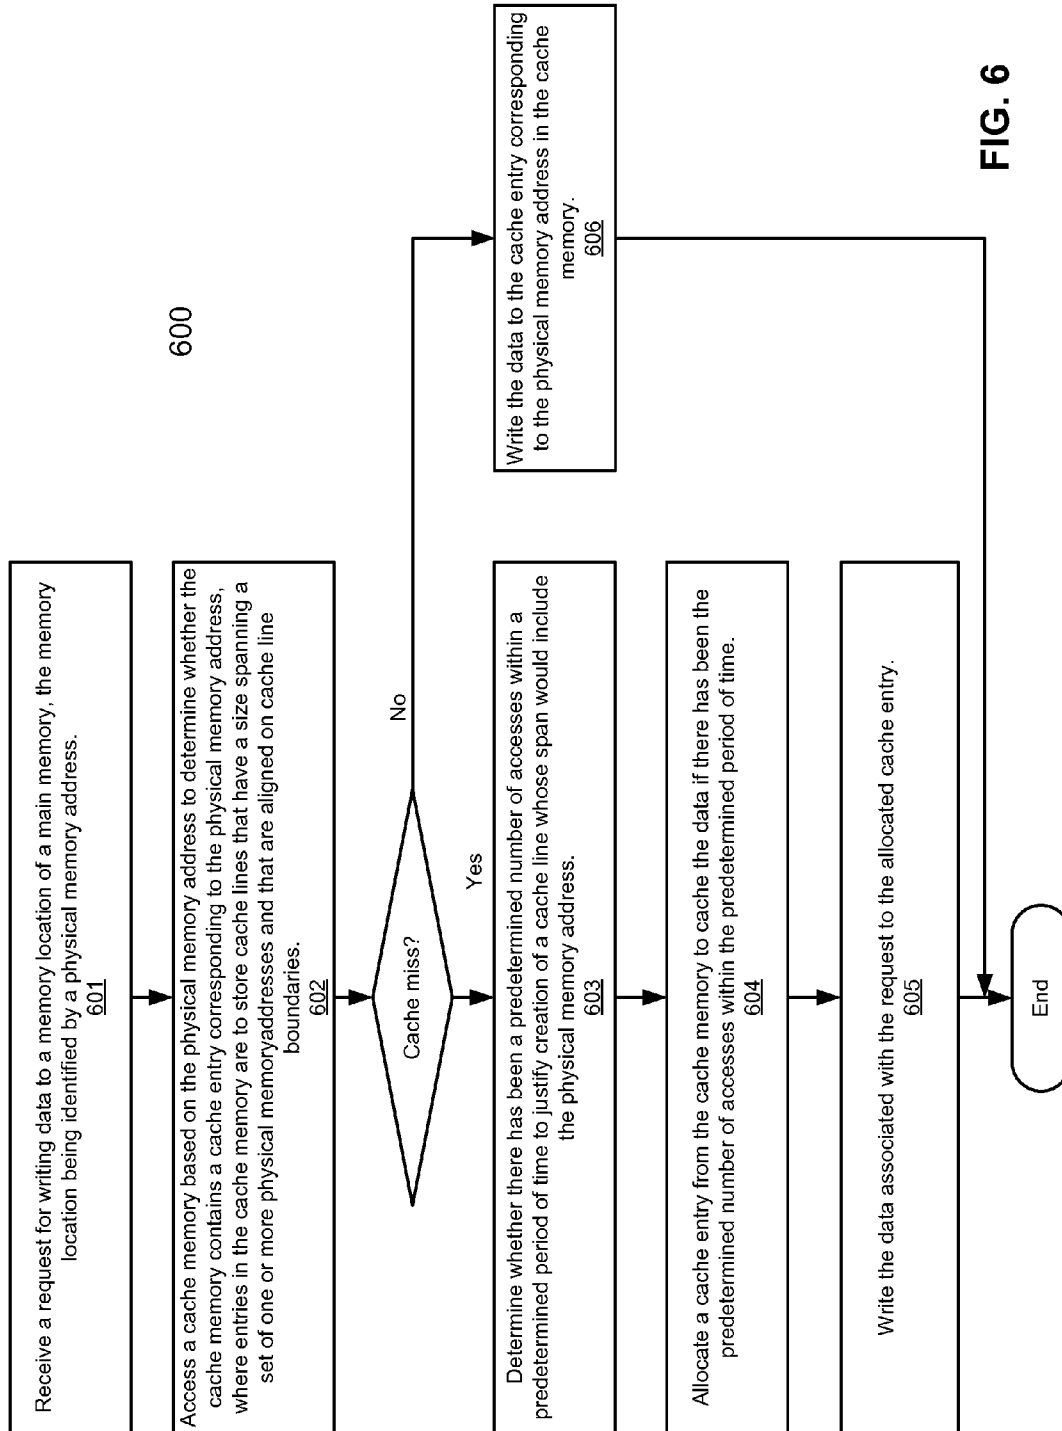 600
Receive a request for writing data to a memory location of a main memory, the memory
location being identified by a physical memory address.
601
Access a cache memory based on the physical memory address to determine whether the
cache memory contains a cache entry corresponding to the physical memory address,
where entries in the cache memory are to store cache lines that have a size spanning a
set of one or more physical memoryaddresses and that are aligned on cache line
boundaries.
602
Cache miss?
No
Yes
Determine whether there has been a predetermined number of accesses within a
predetermined period of time to justify creation of a cache line whose span would include
the physical memory address.
603
Write the data to the cache entry corresponding
to the physical memory address in the cache
memory.
606
Allocate a cache entry from the cache memory to cache the data if there has been the
predetermined number of accesses within the predetermined period of time.
604
Write the data associated with the request to the allocated cache entry.
605
End
FIG. 6